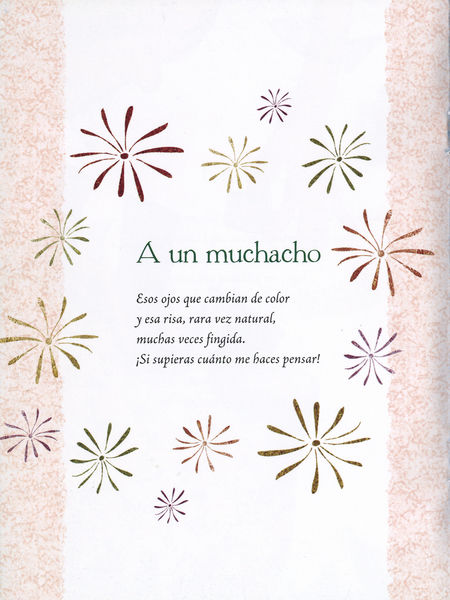 A un muchacho
Esos ojos que cambian de color
y esa risa, rara vez natural,
muchas veces fingida.
¡Si supieras cuánto me haces pensar!